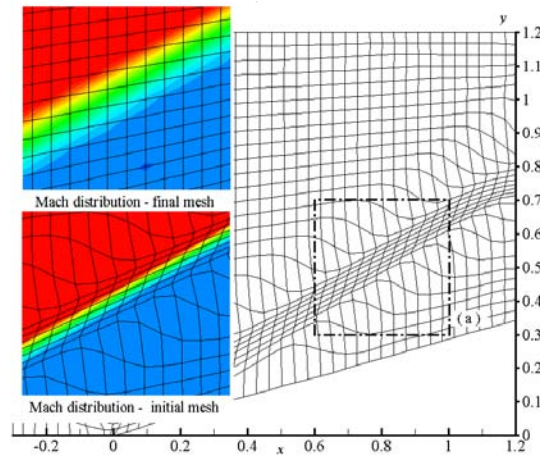 y
1.2
1.2
1
0.9
0.8
0.7
0.6
0.5
0.4
0.3
0.2
0.1
0
Mach distribution - final mesh
Mach distribution - initial mesh
(a)
-0.2 0 0.2 0.4 0.6 0.8 1 1.2
x